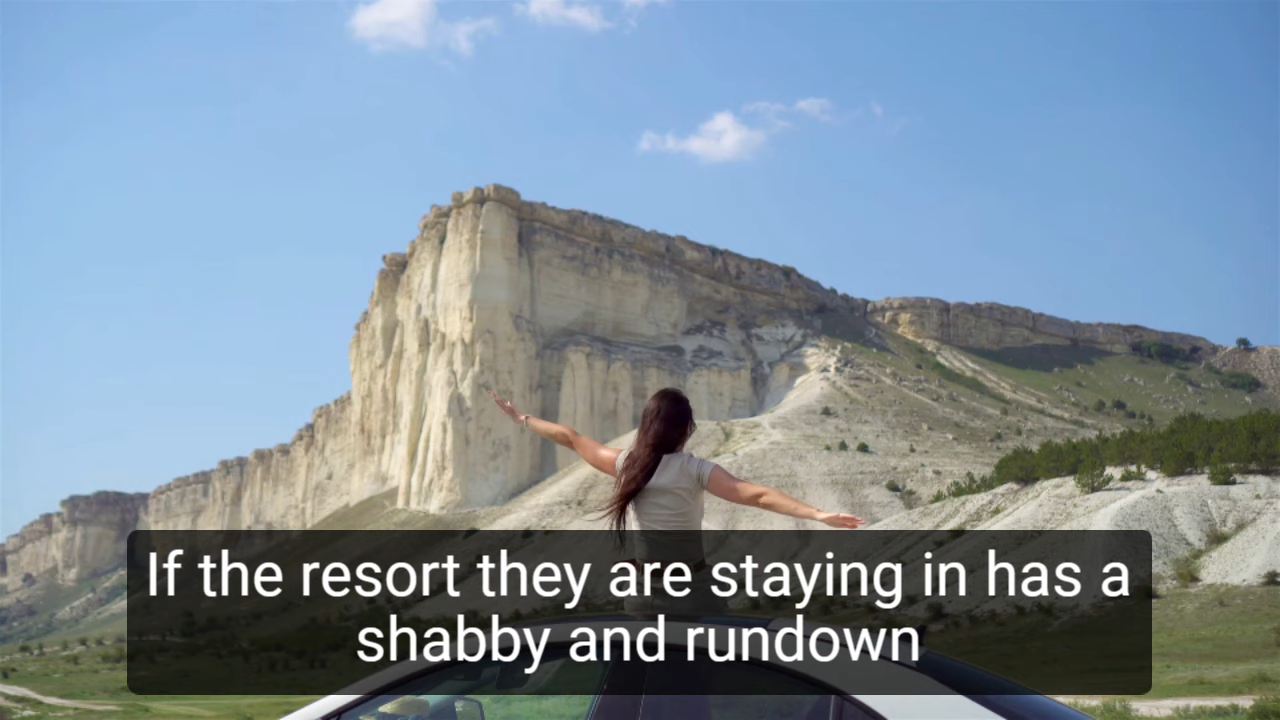 If the resort they are staying in has a
shabby and rundown